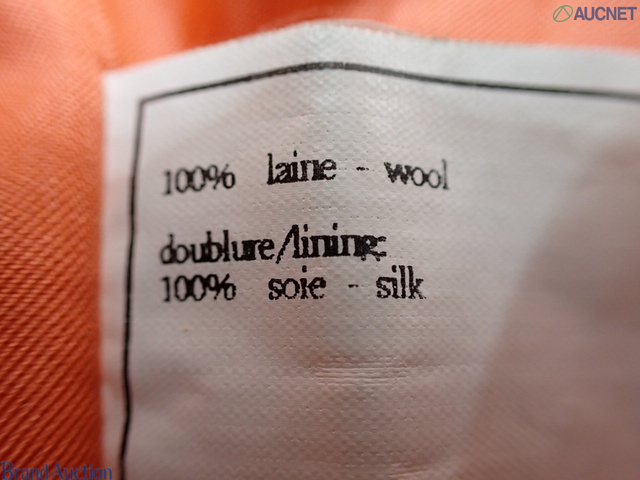 AUCNET
100% laine - wool
doublure/lining:
100% soie - silk
Brand Auction